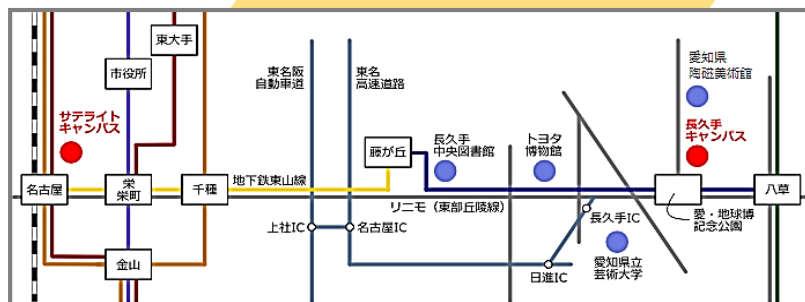 東大手
市役所
東名阪
自動車道
東名
高速道路
愛知県
陶磁美術館
サテライト
キャンパス
藤が丘
長久手
中央図書館
トヨタ
博物館
長久手
キャンパス
名古屋
栄
栄町
千種
地下鉄東山線
八草
リニモ(東部丘陵線)
愛・地球博
記念公園
上社IC
名古屋IC
長久手IC
愛知県立
芸術大学
金山
日進IC